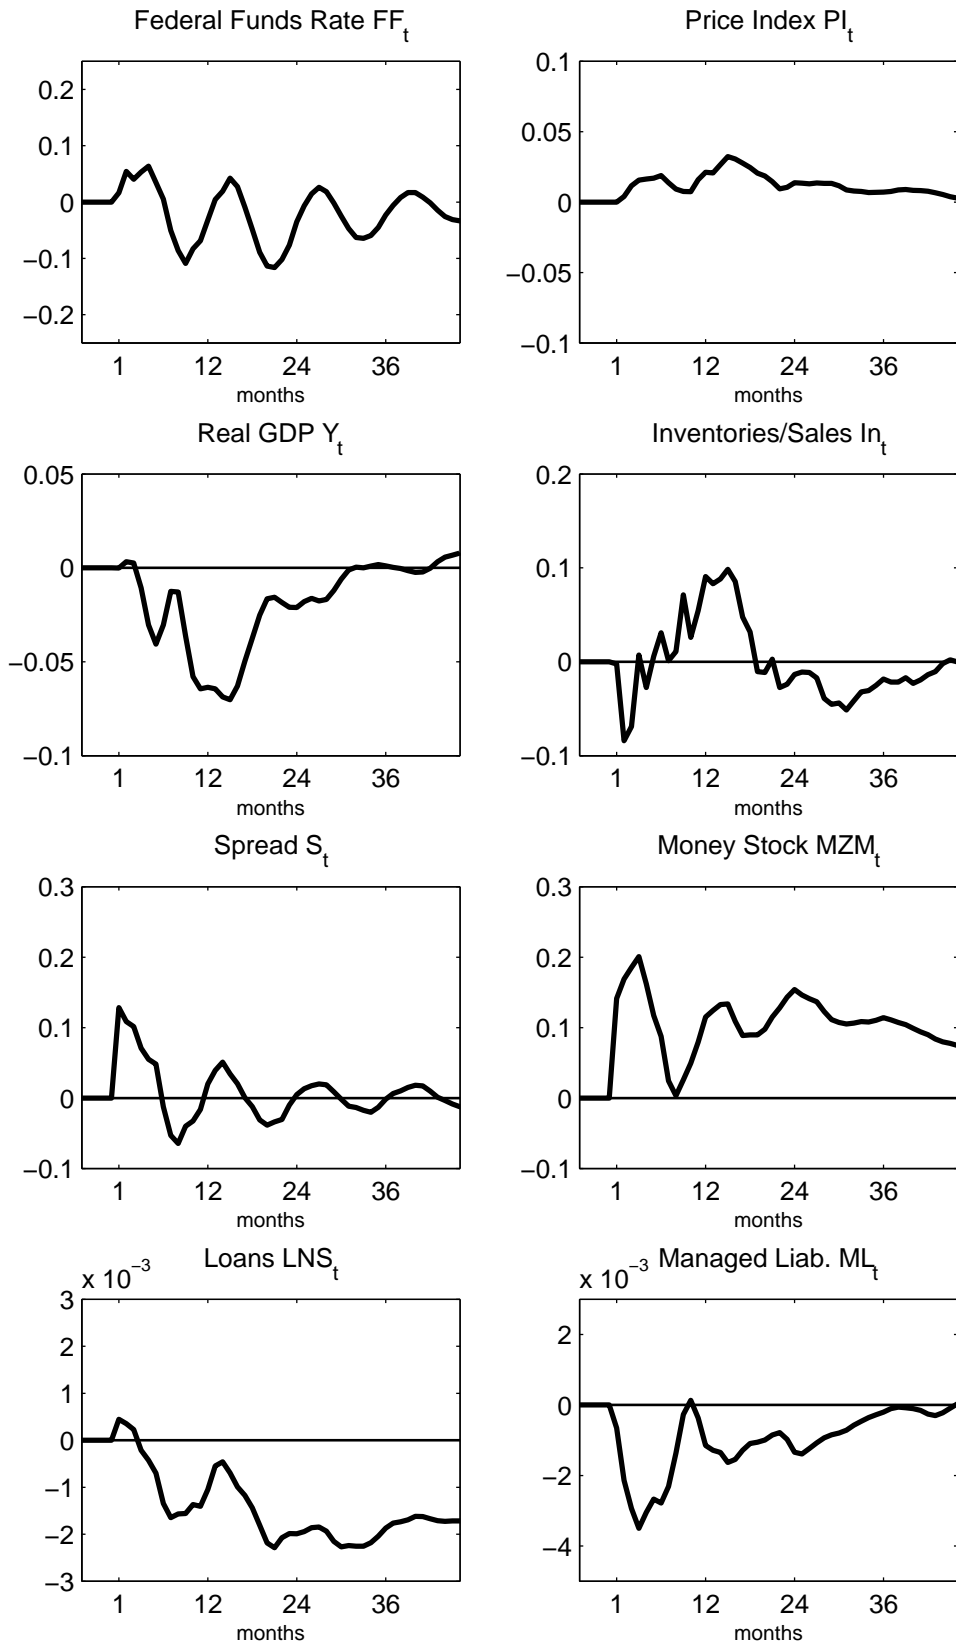 Federal Funds Rate FF_t
0.2
0.1
0
−0.1
−0.2
1 12 24 36
months
Price Index PI_t
0.1
0.05
0
−0.05
−0.1
1 12 24 36
months
Real GDP Y_t
0.05
0
−0.05
−0.1
1 12 24 36
months
Inventories/Sales In_t
0.2
0.1
0
−0.1
1 12 24 36
months
Spread S_t
0.3
0.2
0.1
0
−0.1
1 12 24 36
months
Money Stock MZM_t
0.3
0.2
0.1
0
−0.1
1 12 24 36
months
Loans LNS_t
x 10^−3
3
2
1
0
−1
−2
−3
1 12 24 36
months
x 10^−3 Managed Liab. ML_t
2
0
−2
−4
1 12 24 36
months